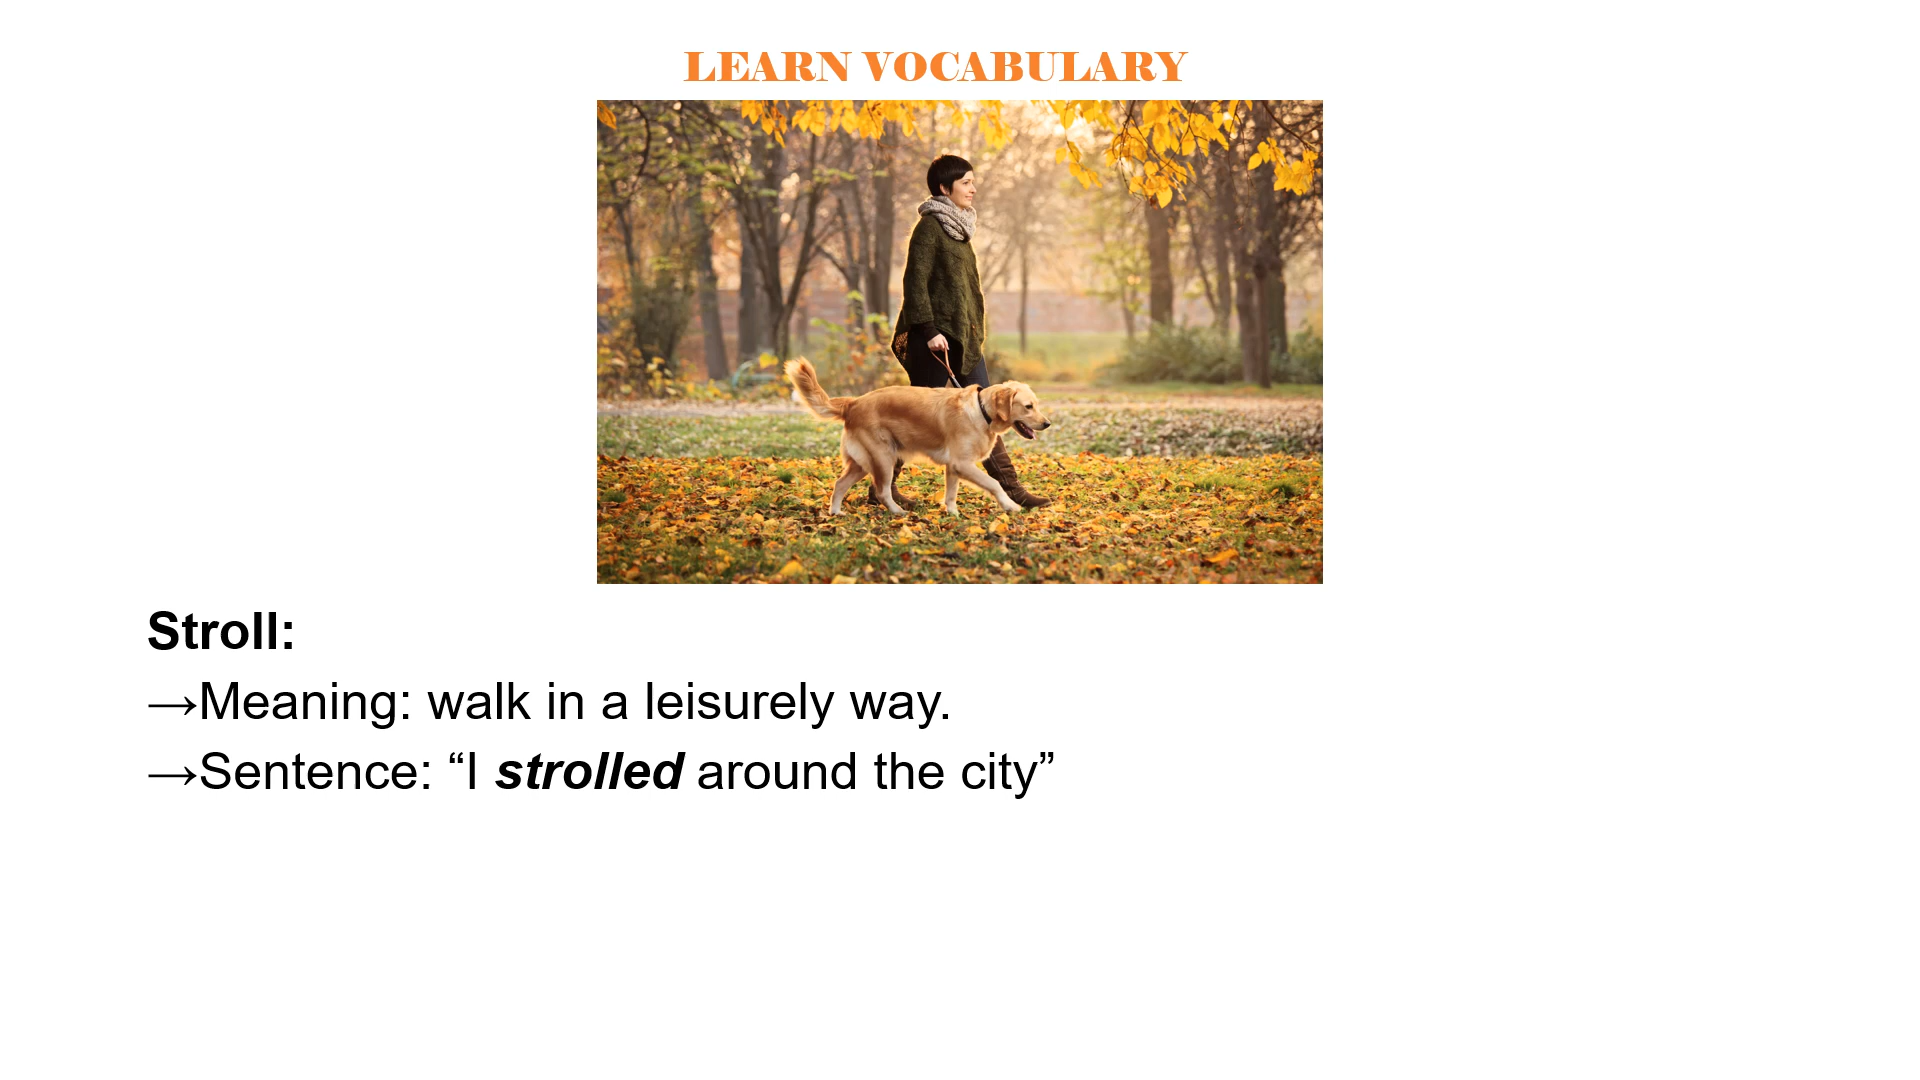 LEARN VOCABULARY
Stroll:
→Meaning: walk in a leisurely way.
→Sentence: “I strolled around the city”